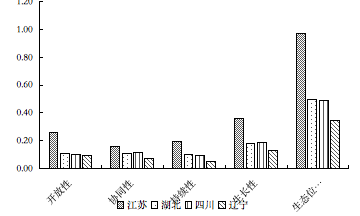 1.20
1.00
0.80
0.60
0.40
0.20
0.00
开放性
协同性
持续性
生长性
生态位…
江苏 湖北 四川 辽宁